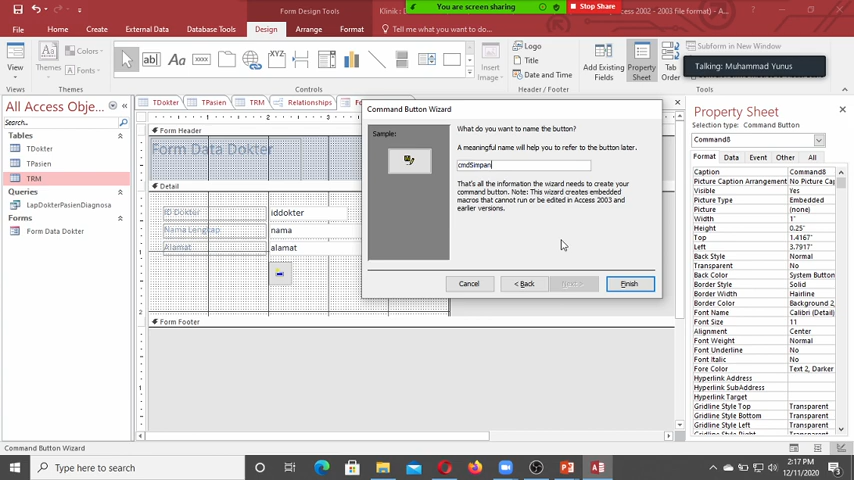 Form Design Tools
Klinik :
You are screen sharing
Stop Share
ccess 2002 - 2003 file format)
File
Home
Create
External Data
Database Tools
Design
Arrange
Format
Tell me what you want to do...
View
Themes
Colors
Fonts
Insert
Image
Logo
Title
Date and Time
Add Existing
Fields
Property
Sheet
Tab
Order
Subform in New Window
Talking: Muhammad Yunus
Views
Themes
Controls
Header / Footer
Tools
All Access Obje...
Search...
Tables
TDokter
TPasien
TRM
Queries
LapDokterPasienDiagnosa
Forms
Form Data Dokter
TDokter
TPasien
TRM
Relationships
Form Header
Form Data Dokter
Detail
ID Dokter
iddokter
Nama Lengkap
nama
Alamat
alamat
Form Footer
Command Button Wizard
Sample:
What do you want to name the button?
A meaningful name will help you to refer to the button later.
cmdSimpan
That's all the information the wizard needs to create your
command button. Note: This wizard creates embedded
macros that cannot run or be edited in Access 2003 and
earlier versions.
Cancel
< Back
Next >
Finish
Property Sheet
Selection type: Command Button
Command8
Format
Data
Event
Other
All
Caption Command8
Picture Caption Arrangement No Picture Cap
Visible Yes
Picture Type Embedded
Picture (none)
Width 1"
Height 0.25"
Top 1.4167"
Left 3.7917"
Back Style Normal
Transparent No
Back Color System Button
Border Style Solid
Border Width Hairline
Border Color Background 2,
Font Name Calibri (Detail)
Font Size 11
Alignment Center
Font Weight Normal
Font Underline No
Font Italic No
Fore Color Text 2, Darker
Hyperlink Address
Hyperlink SubAddress
Hyperlink Target
Gridline Style Top Transparent
Gridline Style Bottom Transparent
Gridline Style Left Transparent
Command Button Wizard
Type here to search
2:17 PM
12/11/2020
3